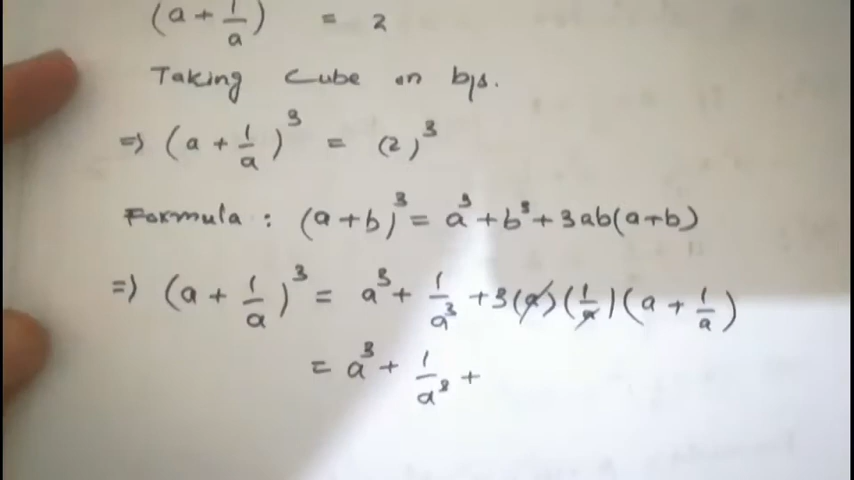 (a + 1/a) = 2
Taking Cube on b/s.
=> (a + 1/a)³ = (2)³
Formula : (a+b)³ = a³+b³+3ab(a+b)
=> (a + 1/a)³ = a³ + 1/a³ + 3(a)(1/a)(a + 1/a)
= a³ + 1/a³ +